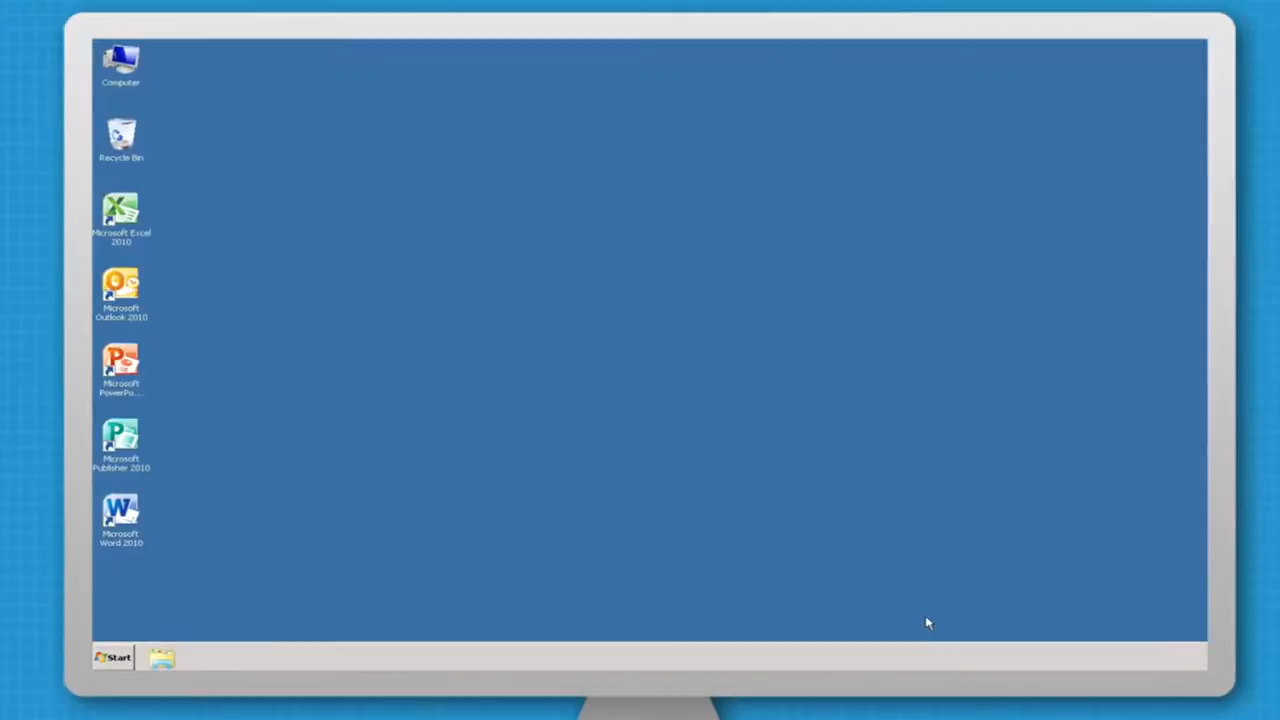 Computer
Recycle Bin
Microsoft Excel
2010
Microsoft
Outlook 2010
Microsoft
PowerPo...
Microsoft
Publisher 2010
Microsoft
Word 2010
Start